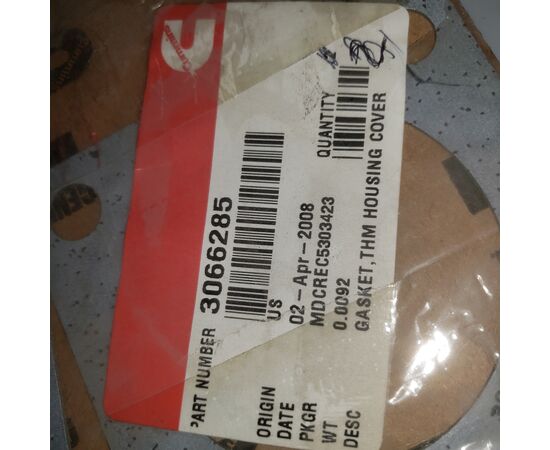 Cummins
PART NUMBER 3066285
ORIGIN US
DATE 02-Apr-2008
PKGR MDCREC5303423
WT 0.0092
DESC GASKET,THM HOUSING COVER
QUANTITY